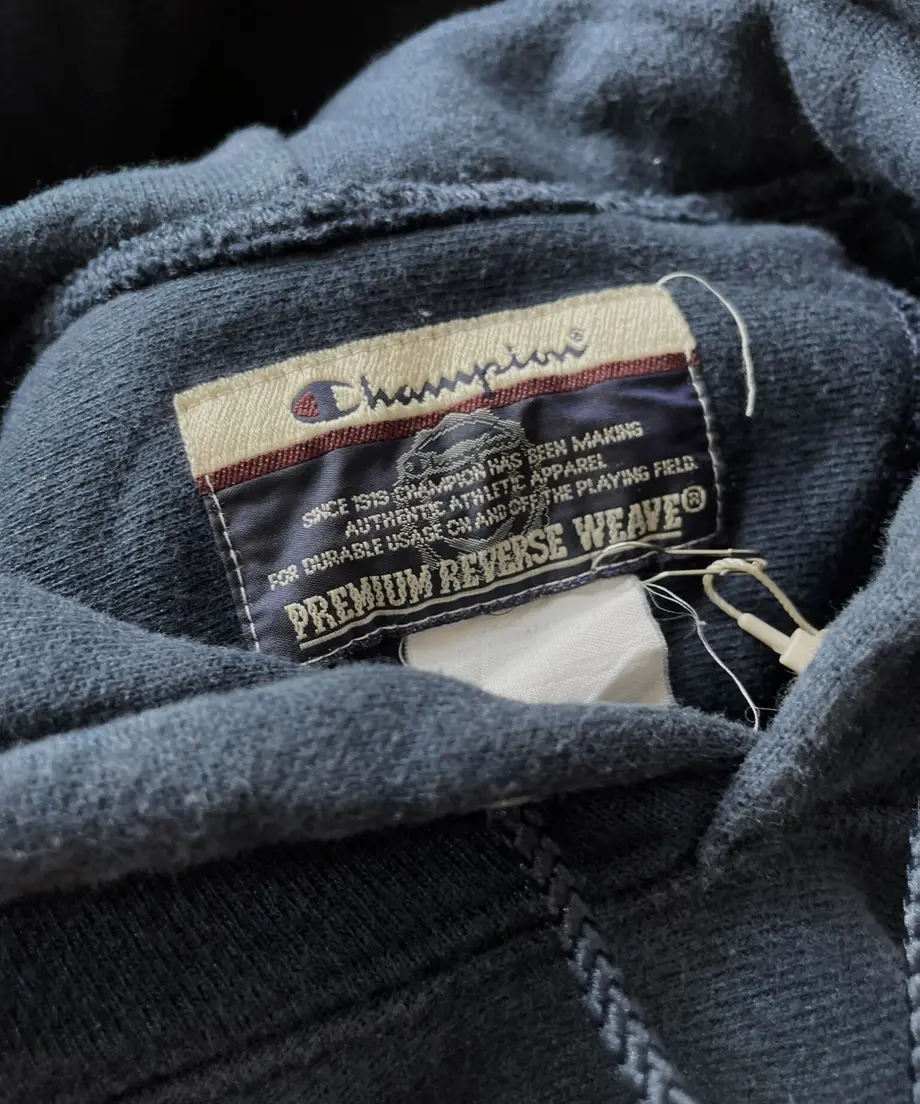 Champion®
SINCE 1919 CHAMPION HAS BEEN MAKING
AUTHENTIC ATHLETIC APPAREL
FOR DURABLE USAGE ON AND OFF THE PLAYING FIELD.
PREMIUM REVERSE WEAVE®